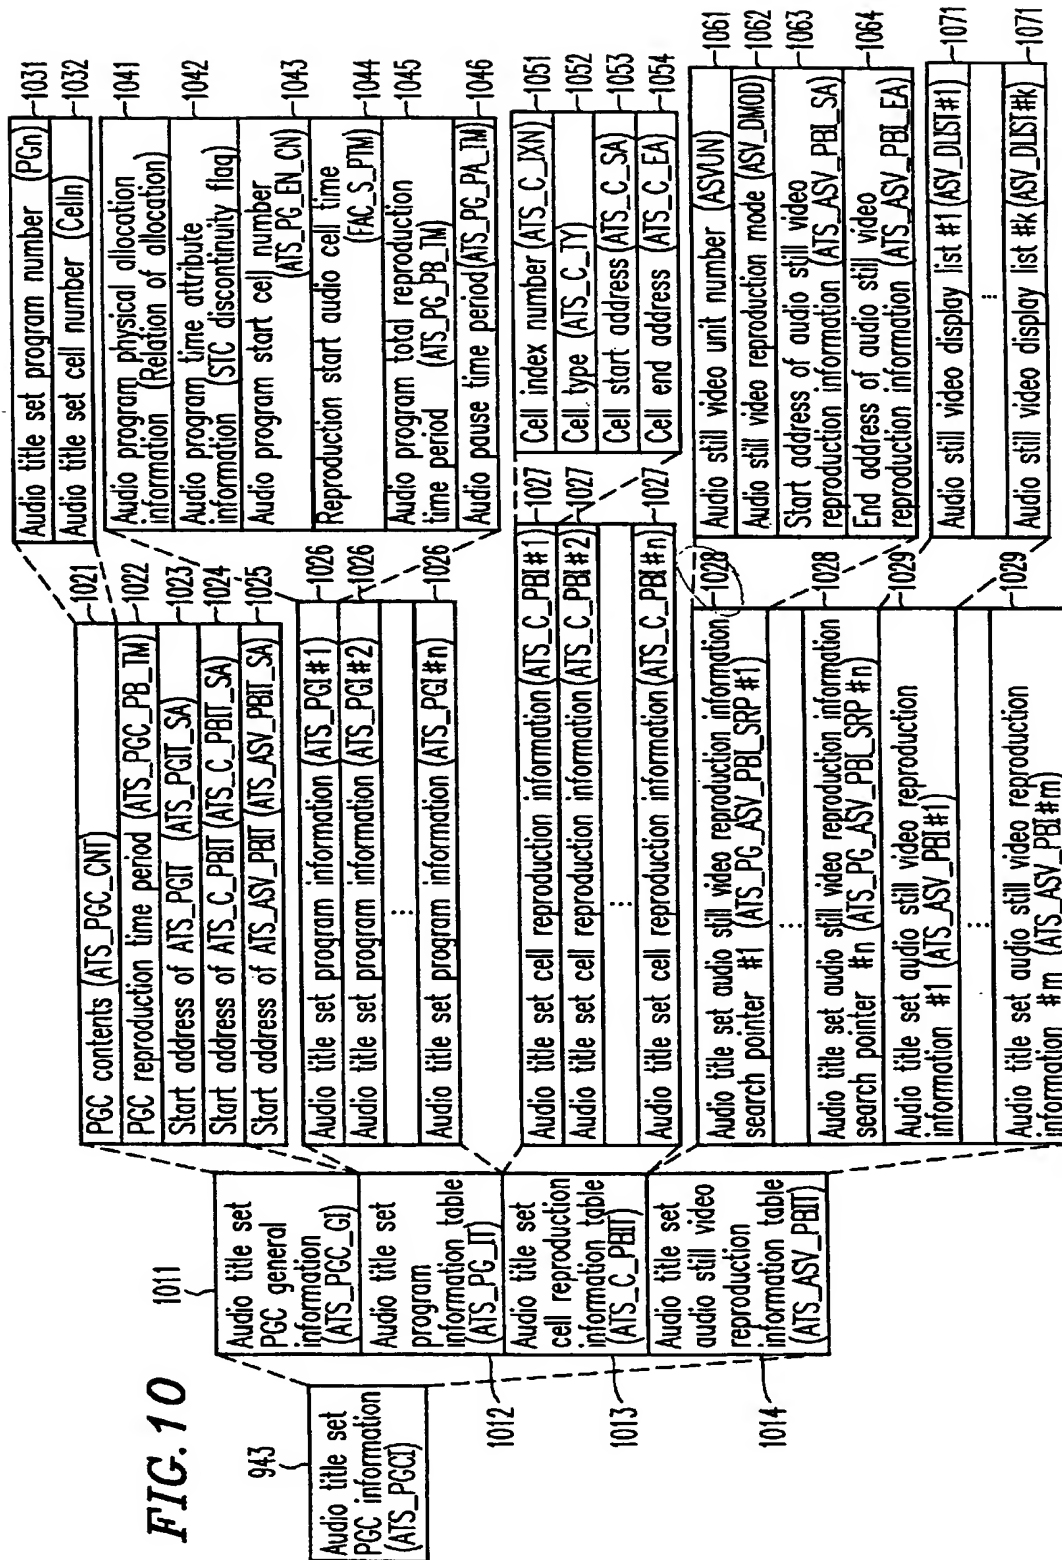 FIG. 10
943
Audio title set
PGC information
(ATS_PGCI)
1011
Audio title set
PGC general
information
(ATS_PGC_GI)
Audio title set
program
information table
(ATS_PG_IT)
Audio title set
cell reproduction
information table
(ATS_C_PBIT)
Audio title set
audio still video
reproduction
information table
(ATS_ASV_PBIT)
1012
1013
1014
PGC contents (ATS_PGC_CNT)
1021
PGC reproduction time period (ATS_PGC_PB_TM)
1022
Start address of ATS_PGIT (ATS_PGIT_SA)
1023
Start address of ATS_C_PBIT (ATS_C_PBIT_SA)
1024
Start address of ATS_ASV_PBIT (ATS_ASV_PBIT_SA)
1025
Audio title set program information (ATS_PGI #1)
1026
Audio title set program information (ATS_PGI #2)
1026
⋮
Audio title set program information (ATS_PGI #n)
1026
Audio title set cell reproduction information (ATS_C_PBI #1)
1027
Audio title set cell reproduction information (ATS_C_PBI #2)
1027
⋮
Audio title set cell reproduction information (ATS_C_PBI #n)
1027
Audio title set audio still video reproduction information
search pointer #1 (ATS_PG_ASV_PBI_SRP #1)
1028
⋮
Audio title set audio still video reproduction information
search pointer #n (ATS_PG_ASV_PBI_SRP #n)
1028
Audio title set audio still video reproduction
information #1 (ATS_ASV_PBI #1)
1029
⋮
Audio title set audio still video reproduction
information #m (ATS_ASV_PBI #m)
1029
Audio title set program number (PGn)
1031
Audio title set cell number (Celln)
1032
Audio program physical allocation
information (Relation of allocation)
1041
Audio program time attribute
information (STC discontinuity flag)
1042
Audio program start cell number
(ATS_PG_EN_CN)
1043
Reproduction start audio cell time
(FAC_S_PTM)
1044
Audio program total reproduction
time period (ATS_PG_PB_TM)
1045
Audio pause time period (ATS_PG_PA_TM)
1046
Cell index number (ATS_C_IXN)
1051
Cell type (ATS_C_TY)
1052
Cell start address (ATS_C_SA)
1053
Cell end address (ATS_C_EA)
1054
Audio still video unit number (ASVUN)
1061
Audio still video reproduction mode (ASV_DMOD)
1062
Start address of audio still video
reproduction information (ATS_ASV_PBI_SA)
1063
End address of audio still video
reproduction information (ATS_ASV_PBI_EA)
1064
Audio still video display list #1 (ASV_DLIST #1)
1071
⋮
Audio still video display list #k (ASV_DLIST #k)
1071